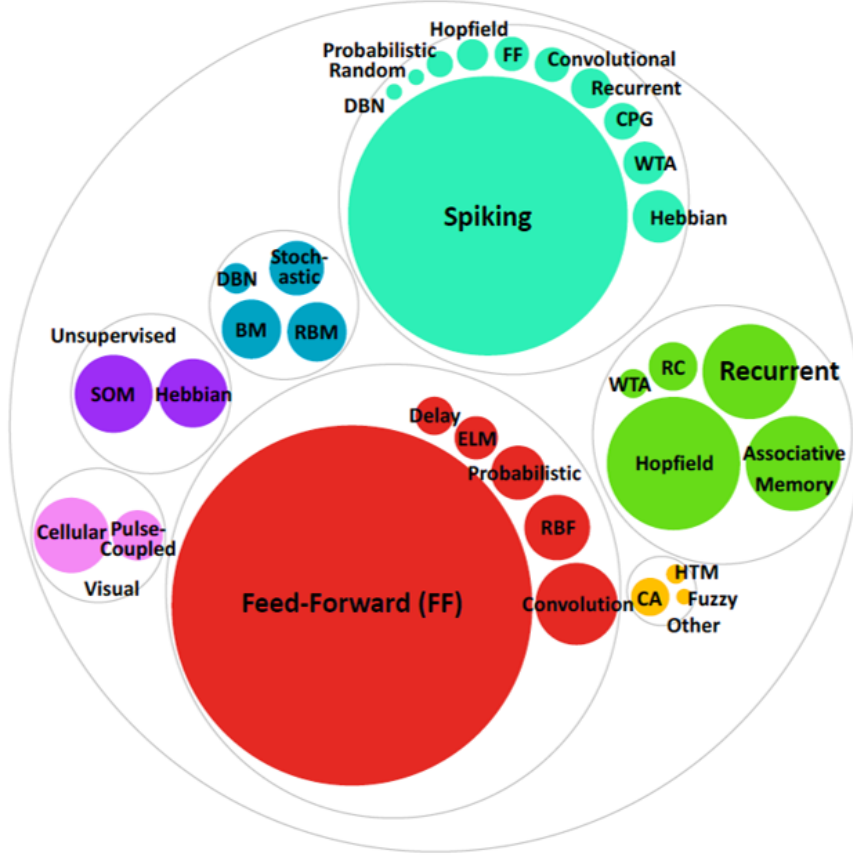 Hopfield
FF
Probabilistic
Convolutional
Random
Recurrent
DBN
CPG
WTA
Spiking
Hebbian
Stoch-
astic
DBN
BM
RBM
Unsupervised
SOM
Hebbian
RC
Recurrent
WTA
Hopfield
Associative
Memory
Delay
ELM
Probabilistic
RBF
Cellular
Pulse-
Coupled
Visual
Feed-Forward (FF)
Convolution
HTM
CA
Fuzzy
Other